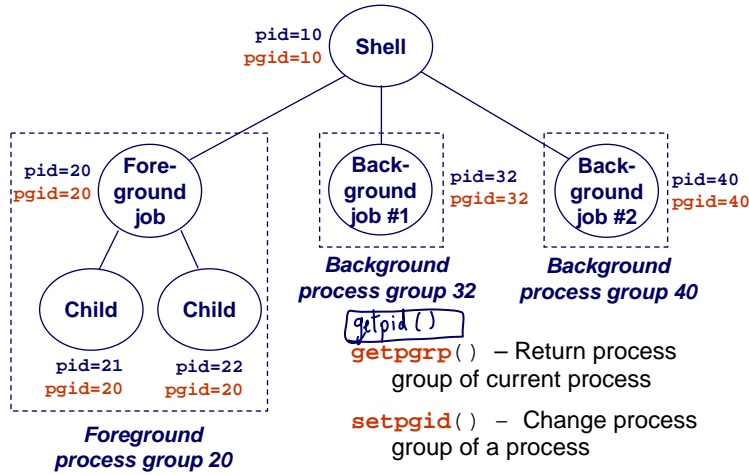 pid=10
pgid=10
Shell
pid=20
pgid=20
Fore-
ground
job
Back-
ground
job #1
pid=32
pgid=32
Back-
ground
job #2
pid=40
pgid=40
Child
Child
pid=21
pgid=20
pid=22
pgid=20
Foreground
process group 20
Background
process group 32
Background
process group 40
getpid()
getpgrp() – Return process
group of current process
setpgid() – Change process
group of a process